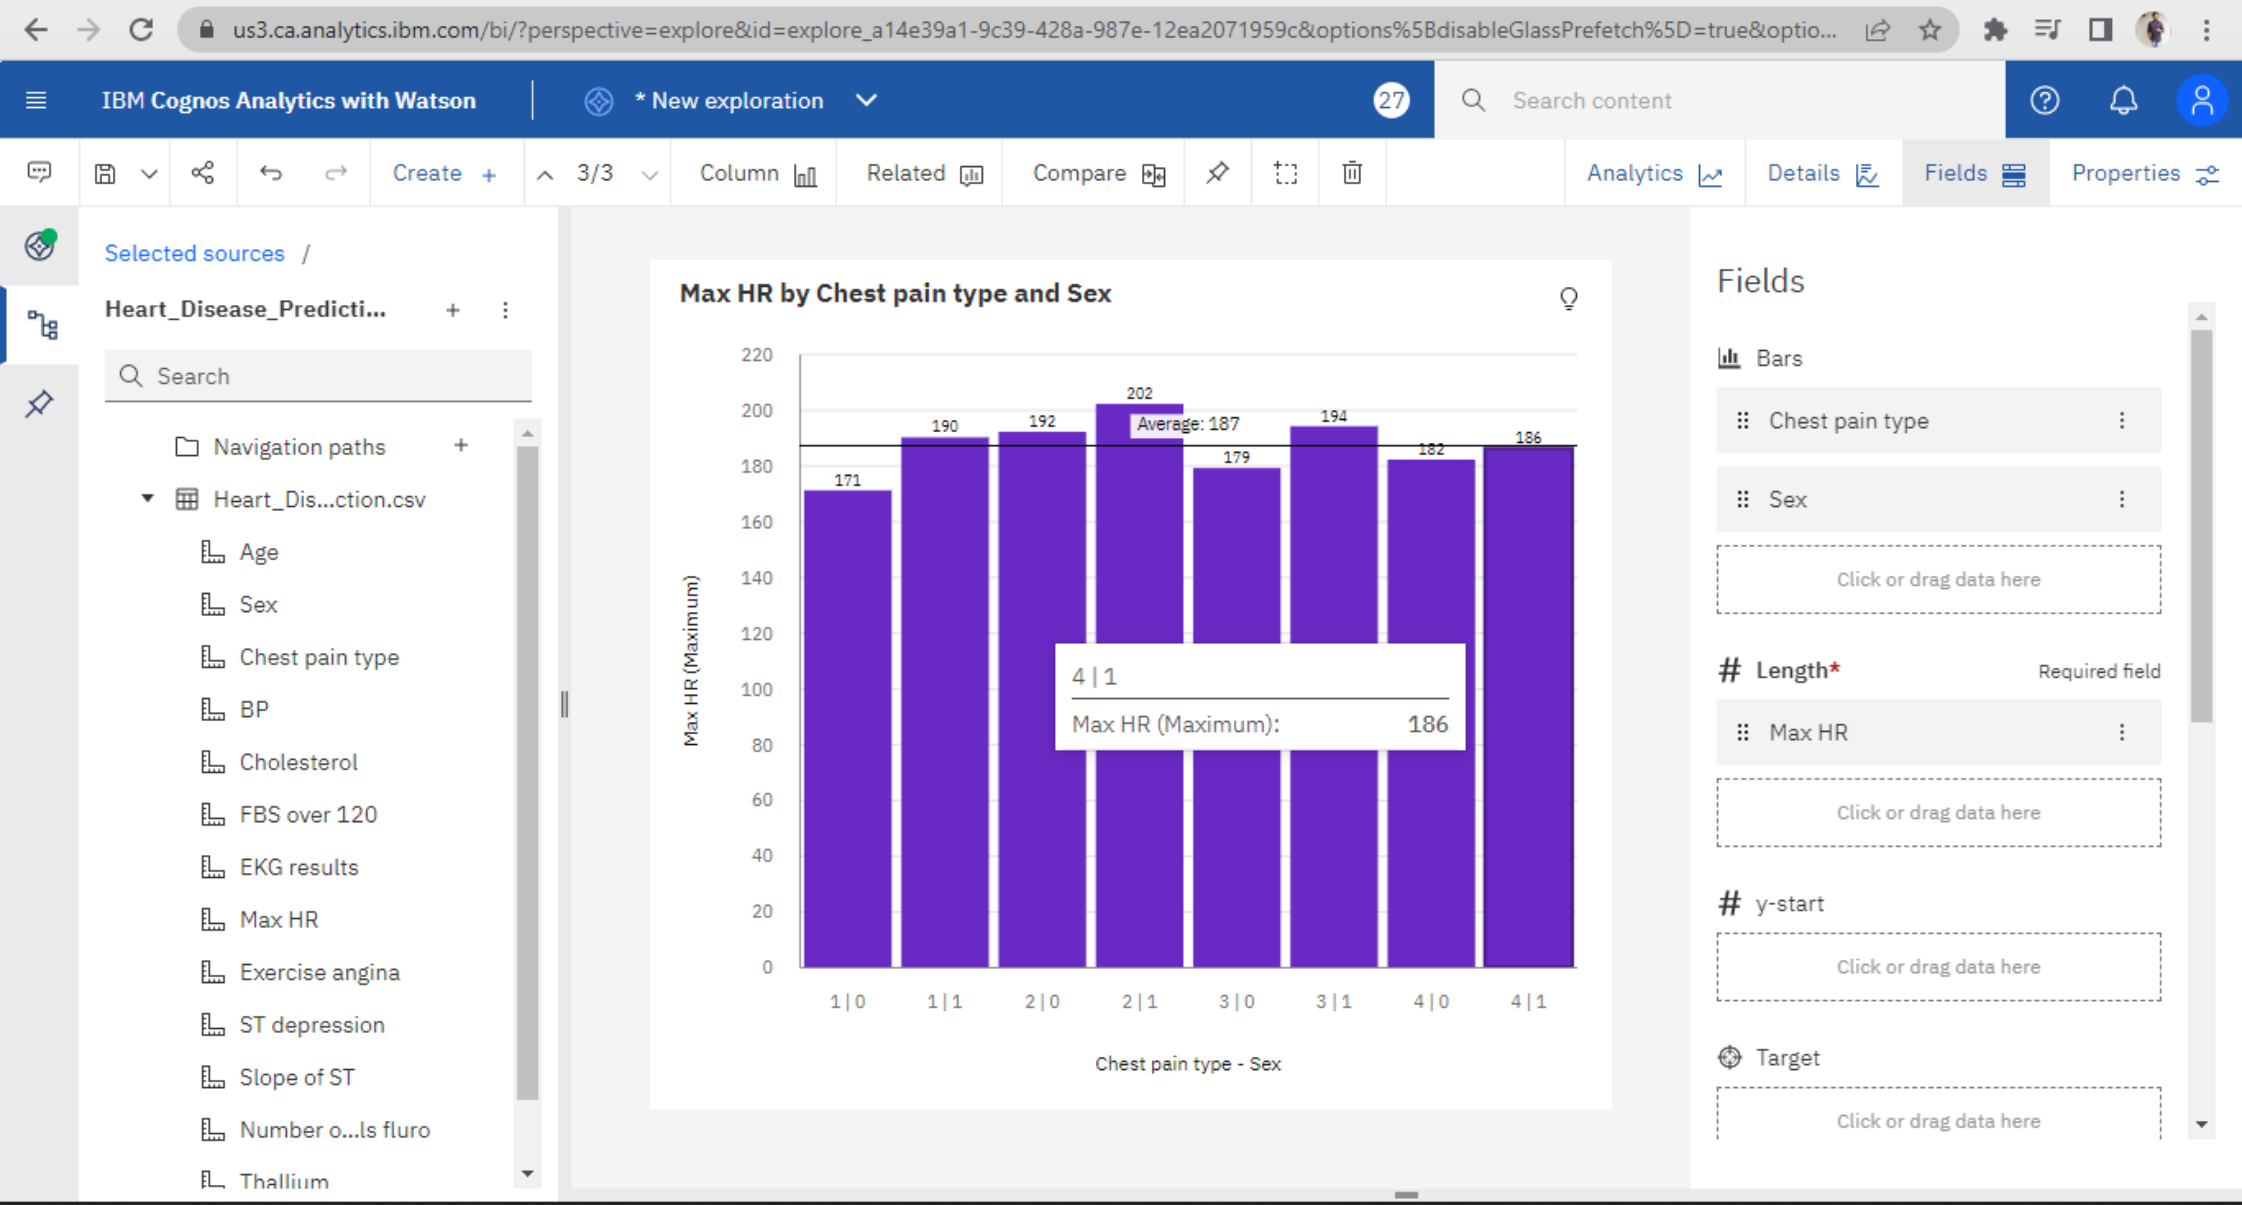 us3.ca.analytics.ibm.com/bi/?perspective=explore&id=explore_a14e39a1-9c39-428a-987e-12ea2071959c&options%5BdisableGlassPrefetch%5D=true&optio...
IBM Cognos Analytics with Watson
* New exploration
27
Search content
Create +
3/3
Column
Related
Compare
Analytics
Details
Fields
Properties
Selected sources /
Heart_Disease_Predicti...
Search
Navigation paths
Heart_Dis...ction.csv
Age
Sex
Chest pain type
BP
Cholesterol
FBS over 120
EKG results
Max HR
Exercise angina
ST depression
Slope of ST
Number o...ls fluro
Thallium
Max HR by Chest pain type and Sex
220
200
180
160
140
120
100
80
60
40
20
0
Max HR (Maximum)
171
190
192
202
179
194
182
186
Average: 187
4 | 1
Max HR (Maximum): 186
1 | 0
1 | 1
2 | 0
2 | 1
3 | 0
3 | 1
4 | 0
4 | 1
Chest pain type - Sex
Fields
Bars
Chest pain type
Sex
Click or drag data here
# Length* Required field
Max HR
Click or drag data here
# y-start
Click or drag data here
Target
Click or drag data here